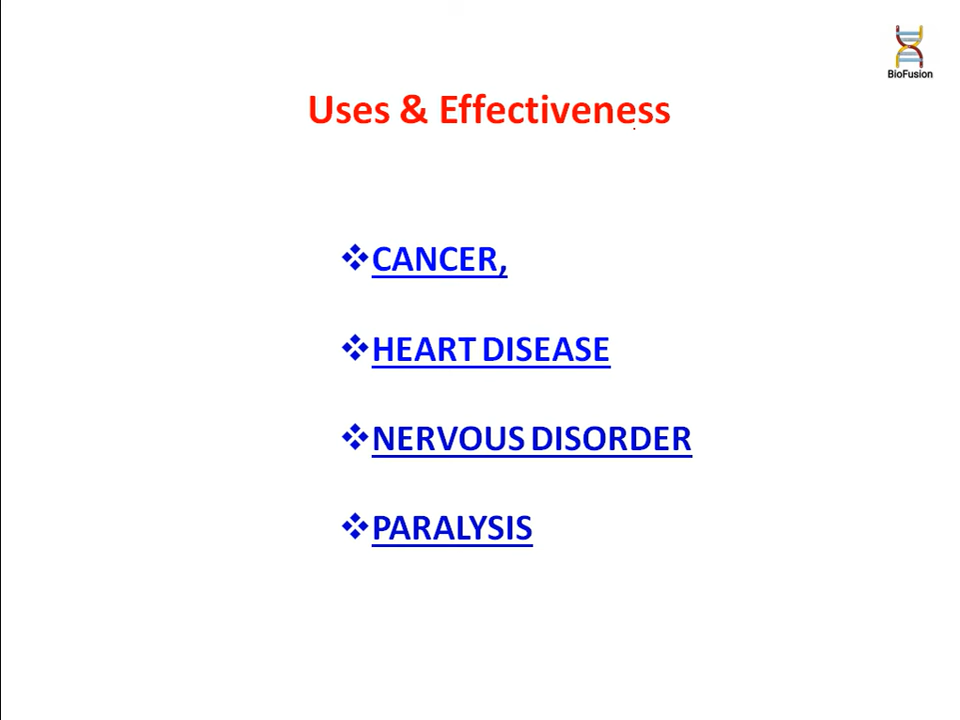 BioFusion
Uses & Effectiveness
CANCER,
HEART DISEASE
NERVOUS DISORDER
PARALYSIS